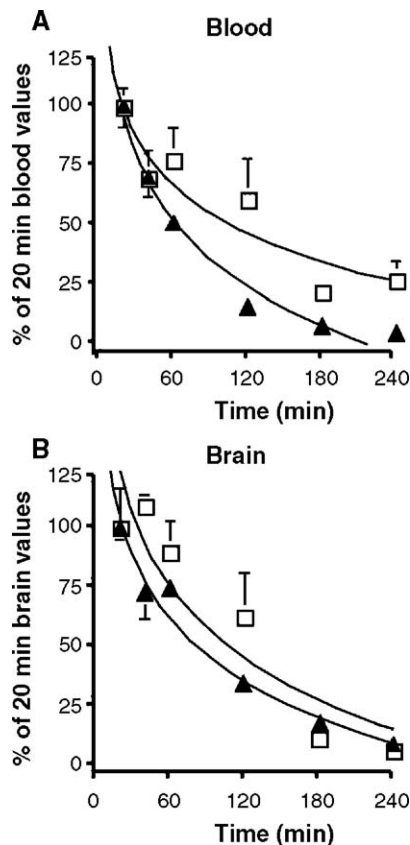 A
Blood
% of 20 min blood values
125
100
75
50
25
0
0 60 120 180 240
Time (min)
B
Brain
% of 20 min brain values
125
100
75
50
25
0
0 60 120 180 240
Time (min)